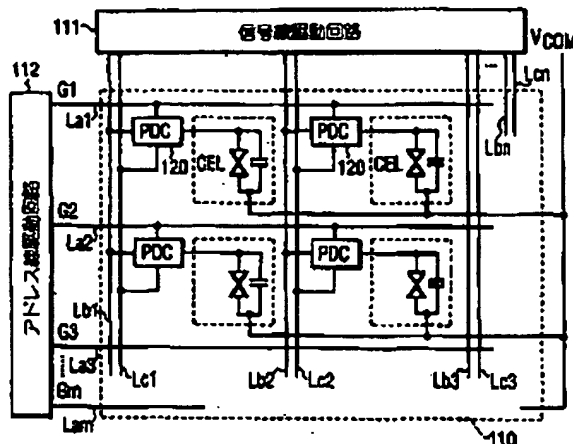 111
信号線駆動回路
VCOM
112
G1
La1
PDC
120
CEL
PDC
120
CEL
Lcn
Lbn
アドレス線駆動回路
G2
La2
PDC
PDC
Lb1
G3
La3
Gm
Lam
Lc1
Lb2
Lc2
Lb3
Lc3
110